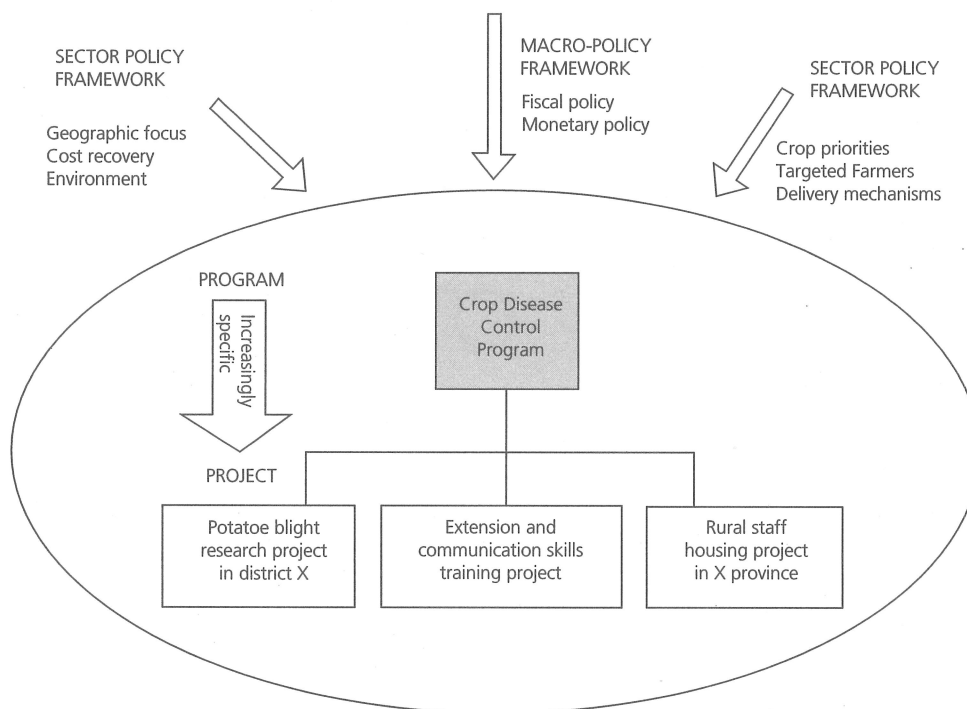 SECTOR POLICY
FRAMEWORK
Geographic focus
Cost recovery
Environment
MACRO-POLICY
FRAMEWORK
Fiscal policy
Monetary policy
SECTOR POLICY
FRAMEWORK
Crop priorities
Targeted Farmers
Delivery mechanisms
PROGRAM
Increasingly
specific
PROJECT
Crop Disease
Control
Program
Potatoe blight
research project
in district X
Extension and
communication skills
training project
Rural staff
housing project
in X province